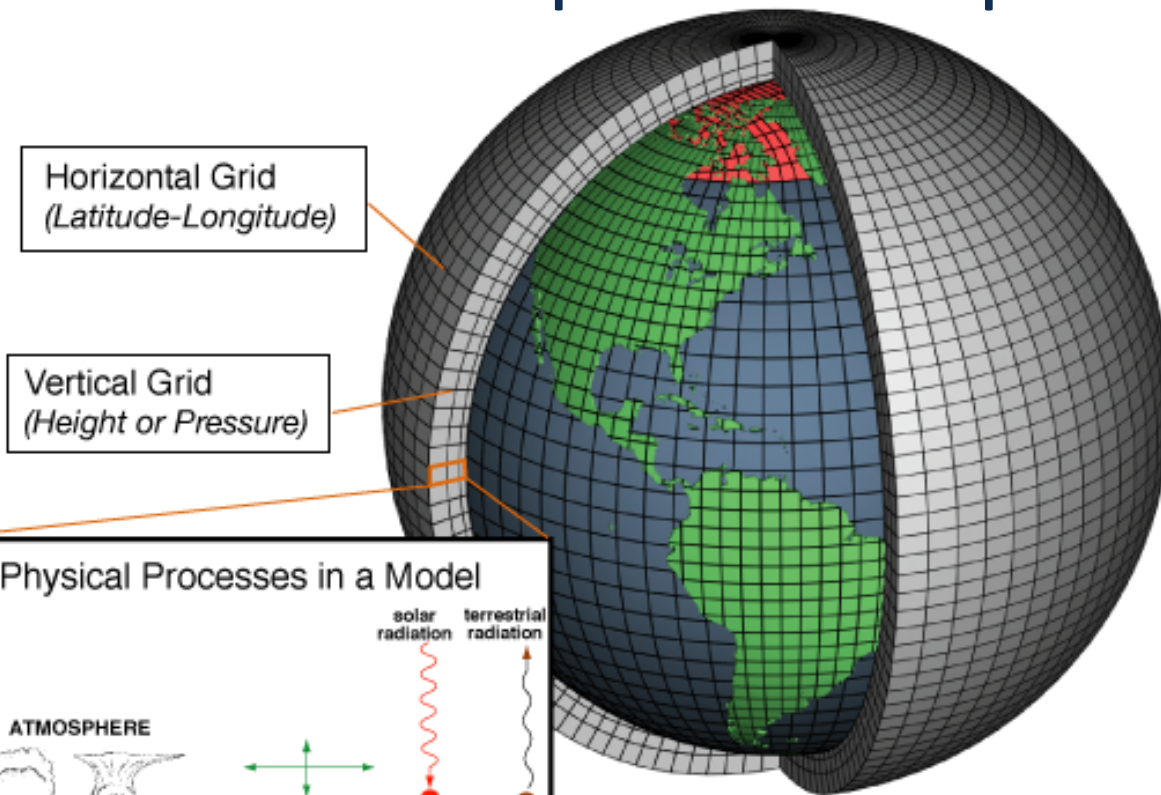 Horizontal Grid
(Latitude-Longitude)
Vertical Grid
(Height or Pressure)
Physical Processes in a Model
solar
radiation
terrestrial
radiation
ATMOSPHERE